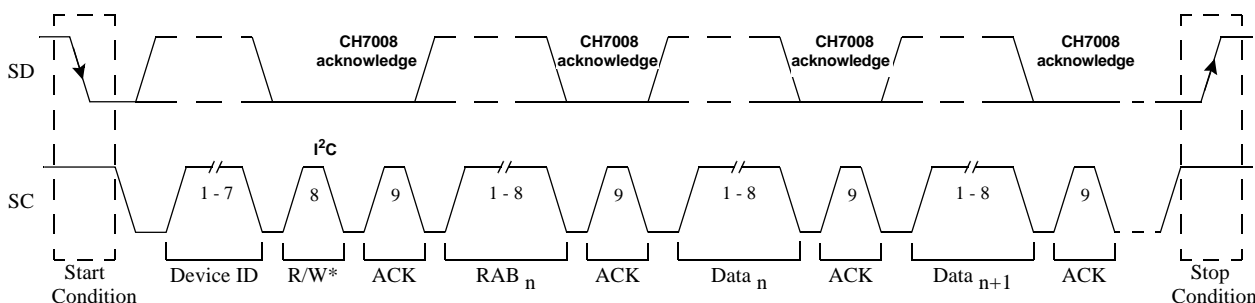 CH7008 acknowledge
CH7008 acknowledge
CH7008 acknowledge
CH7008 acknowledge
SD
I²C
SC
1 - 7
8
9
1 - 8
9
1 - 8
9
1 - 8
9
Start Condition
Device ID
R/W*
ACK
RAB n
ACK
Data n
ACK
Data n+1
ACK
Stop Condition